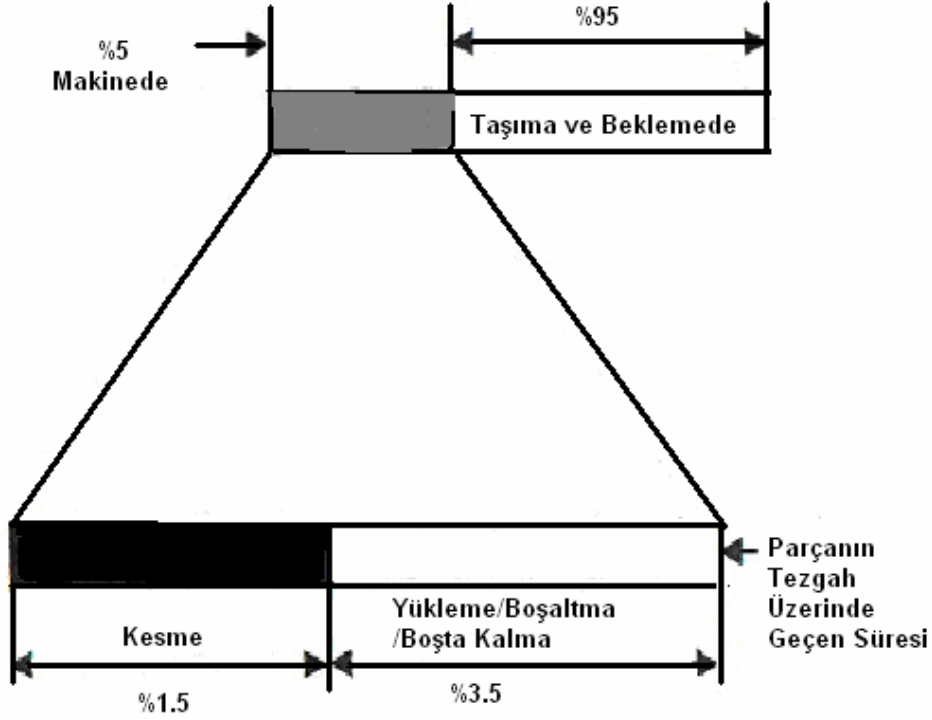 %5
Makinede
%95
Taşıma ve Beklemede
Parçanın
Tezgah
Üzerinde
Geçen Süresi
Kesme
Yükleme/Boşaltma
/Boşta Kalma
%1.5
%3.5